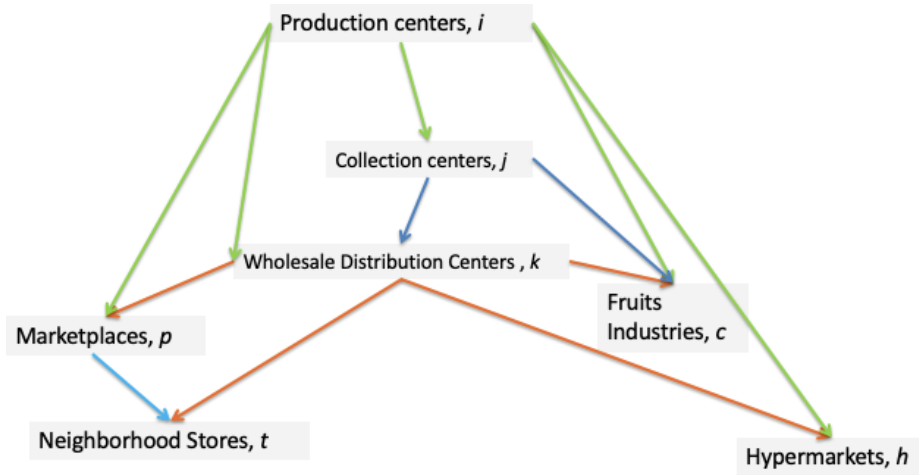 Production centers, i
Collection centers, j
Wholesale Distribution Centers , k
Fruits
Industries, c
Marketplaces, p
Neighborhood Stores, t
Hypermarkets, h